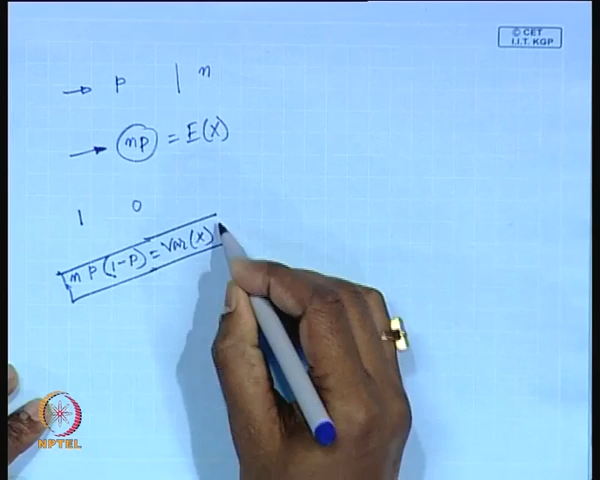 © CET
I.I.T. KGP
→ p | n
→ np = E(X)
1 0
np(1-p) = Var(X)
NPTEL